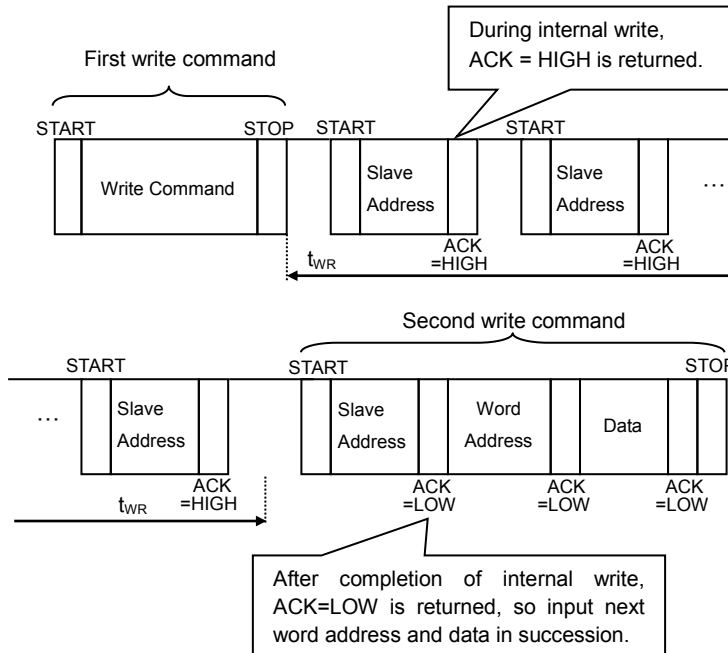 During internal write,
ACK = HIGH is returned.
First write command
START STOP START START
Write Command
Slave
Address
Slave
Address
...
ACK
=HIGH
ACK
=HIGH
tWR
Second write command
START START STOP
...
Slave
Address
Slave
Address
Word
Address
Data
ACK
=HIGH
ACK
=LOW
ACK
=LOW
ACK
=LOW
tWR
After completion of internal write,
ACK=LOW is returned, so input next
word address and data in succession.